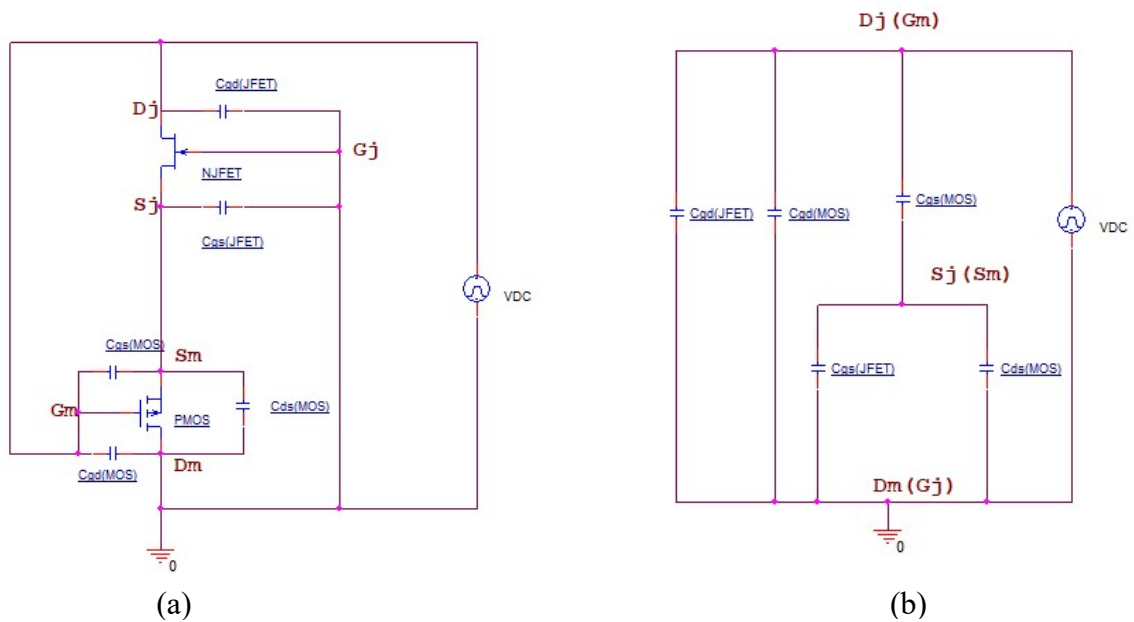 Cgd(JFET)
Dj
Gj
NJFET
Sj
Cgs(JFET)
VDC
Cgs(MOS)
Sm
Gm
PMOS
Cds(MOS)
Dm
Cgd(MOS)
0
(a)
Dj(Gm)
Cgs(MOS)
Cgd(JFET)
Cgd(MOS)
VDC
Sj(Sm)
Cgs(JFET)
Cds(MOS)
Dm(Gj)
0
(b)